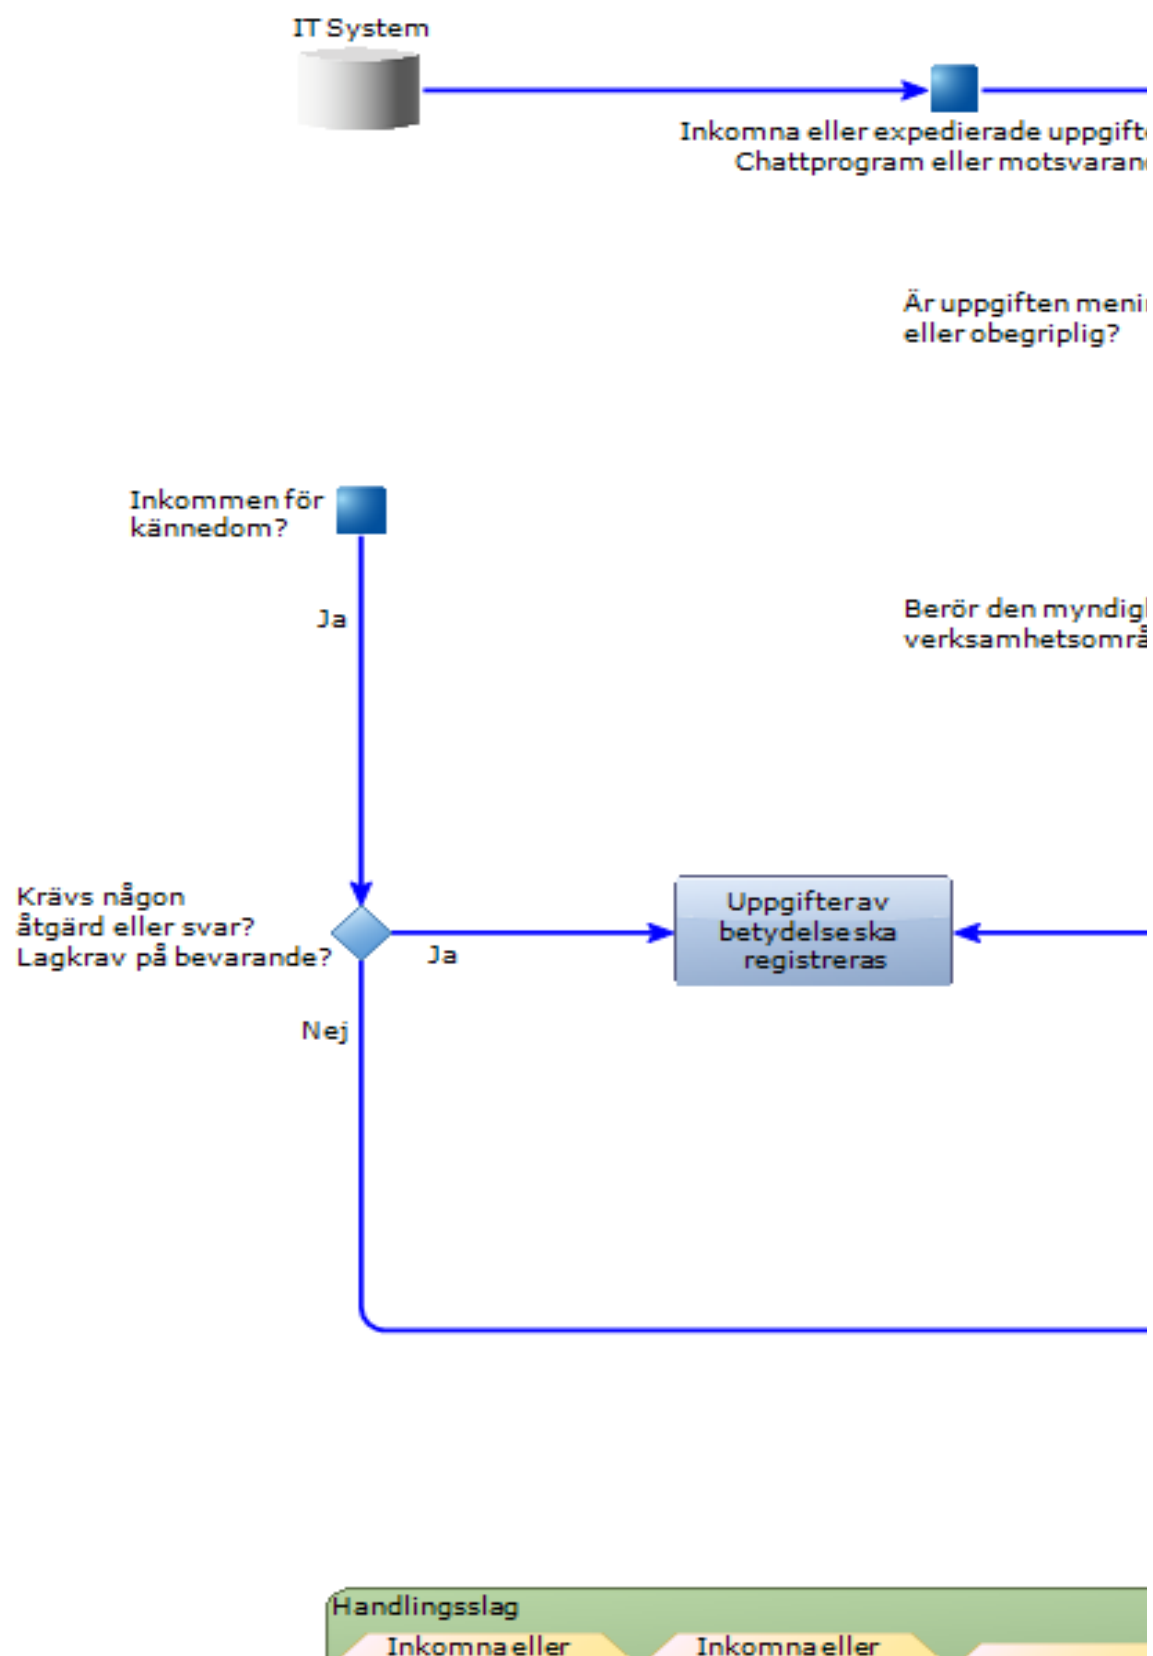 IT System
Inkomna eller expedierade
Chattprogram eller
Är uppgiften
eller obegriplig?
Inkommen för
kännedom?
Ja
Berör den
Krävs någon
åtgärd eller svar?
Lagkrav på bevarande?
Ja
Uppgifter av
betydelse ska
registreras
Nej
Handlingsslag
Inkomna eller
Inkomna eller